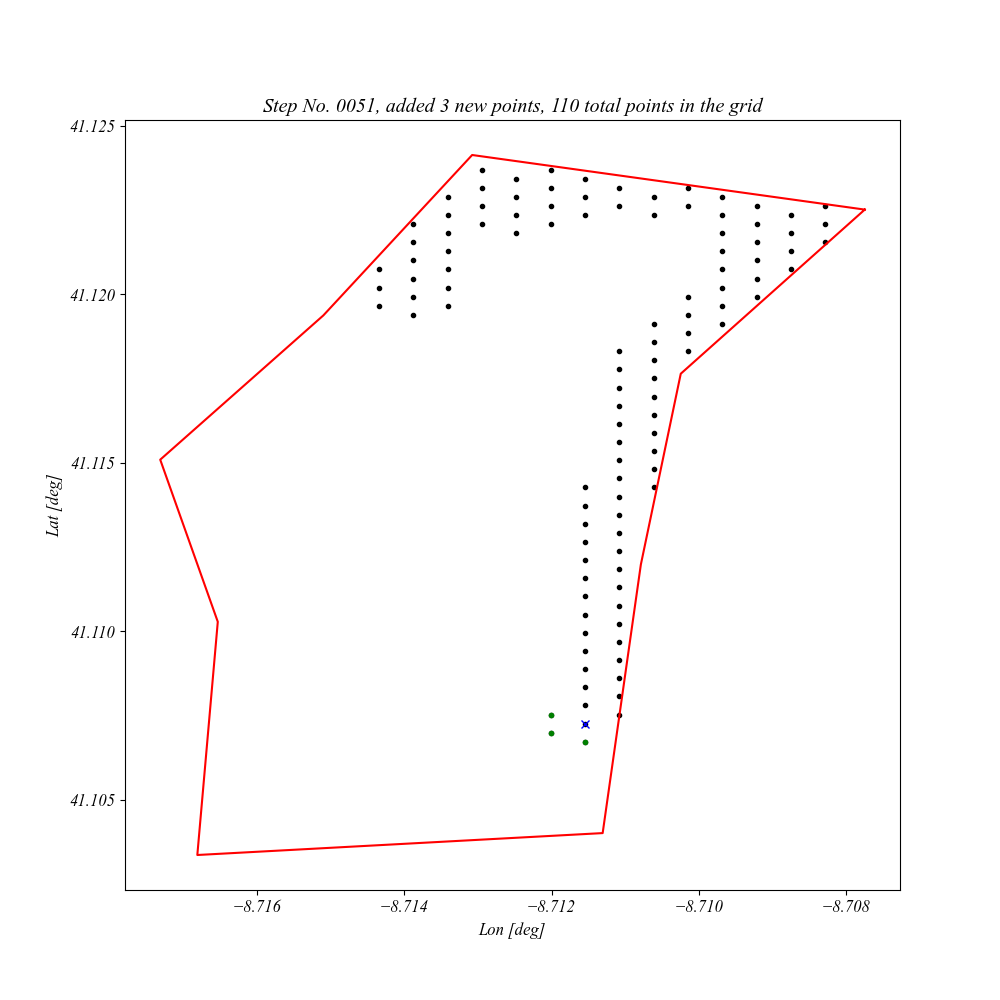 Step No. 0051, added 3 new points, 110 total points in the grid
41.125
41.120
41.115
41.110
41.105
Lat [deg]
−8.716 −8.714 −8.712 −8.710 −8.708
Lon [deg]